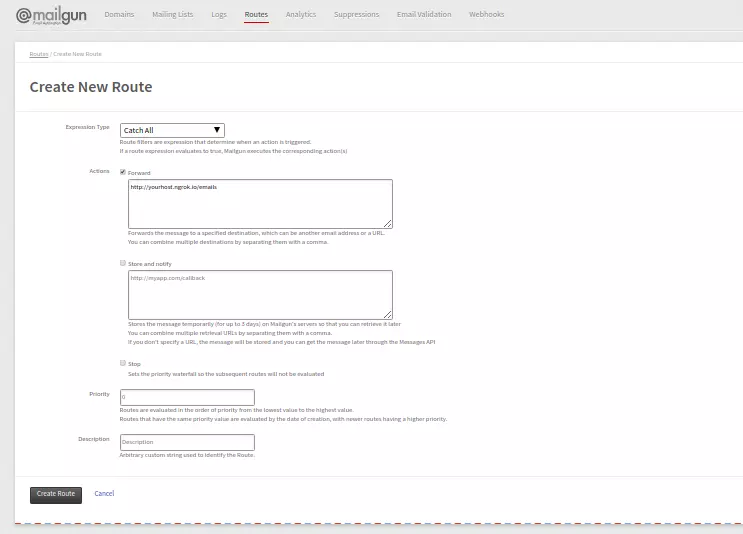 @mailgun
Domains Mailing Lists Logs Routes Analytics Suppressions Email Validation Webhooks
Routes / Create New Route
Create New Route
Expression Type
Catch All
Route filters are expression that determine when an action is triggered.
If a route expression evaluates to true, Mailgun executes the corresponding action(s)
Actions
Forward
http://yourhost.ngrok.io/emails
Forwards the message to a specified destination, which can be another email address or a URL.
You can combine multiple destinations by separating them with a comma.
Store and notify
http://myapp.com/callback
Stores the message temporarily (for up to 3 days) on Mailgun's servers so that you can retrieve it later
You can combine multiple retrieval URLs by separating them with a comma.
If you don't specify a URL, the message will be stored and you can get the message later through the Messages API
Stop
Sets the priority waterfall so the subsequent routes will not be evaluated
Priority
0
Routes are evaluated in the order of priority from the lowest value to the highest value.
Routes that have the same priority value are evaluated by the date of creation, with newer routes having a higher priority.
Description
Description
Arbitrary custom string used to identify the Route.
Create Route Cancel